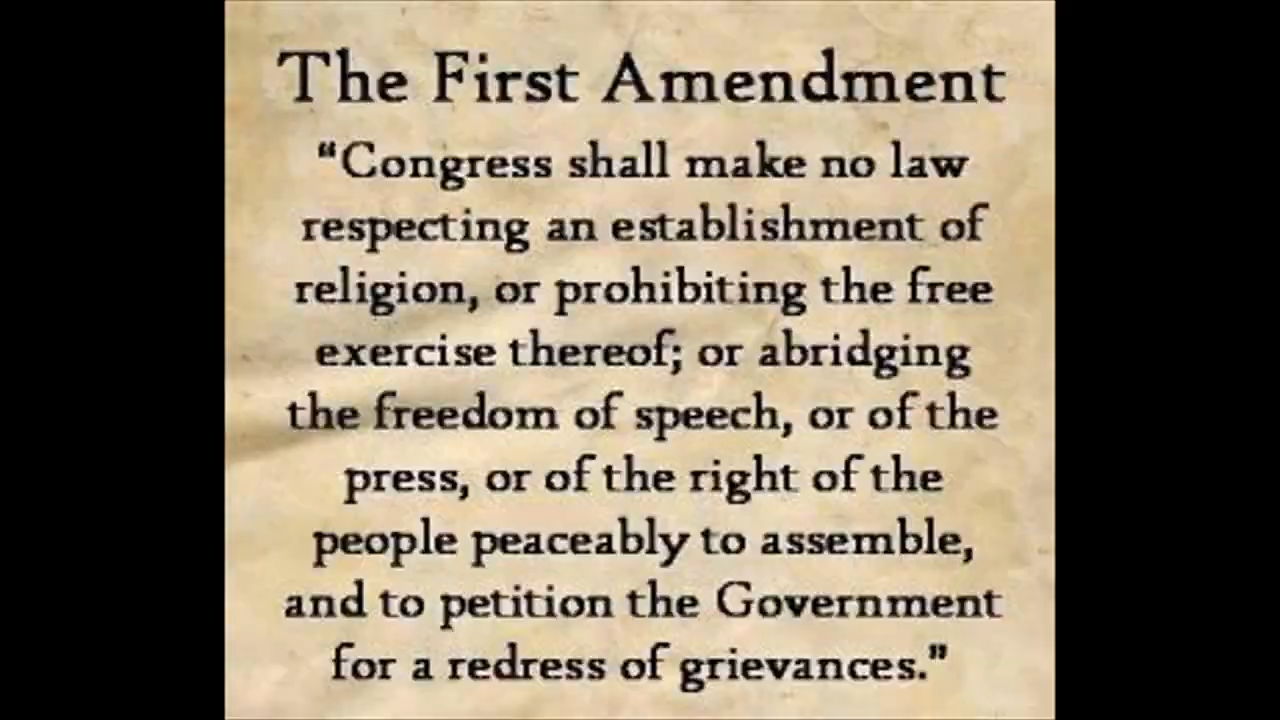 The First Amendment
“Congress shall make no law
respecting an establishment of
religion, or prohibiting the free
exercise thereof; or abridging
the freedom of speech, or of the
press, or of the right of the
people peaceably to assemble,
and to petition the Government
for a redress of grievances.”